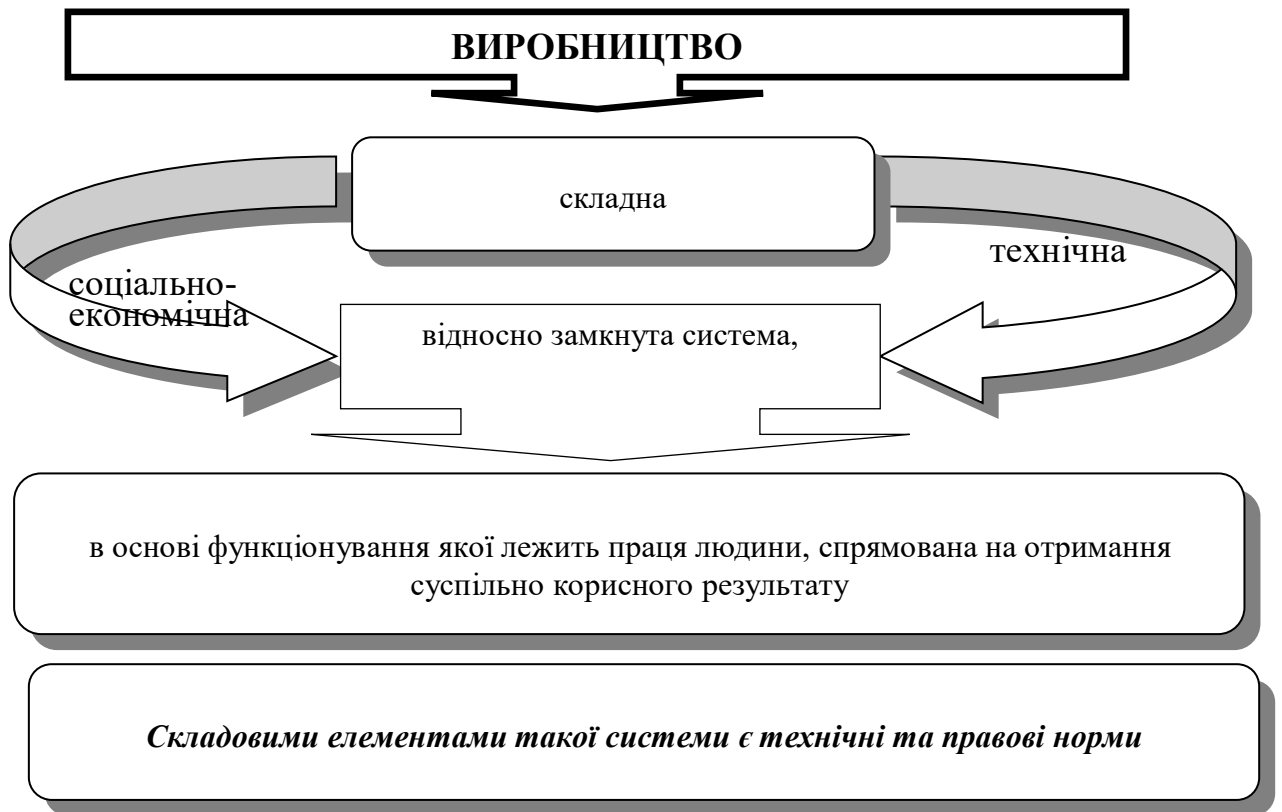 ВИРОБНИЦТВО
складна
соціально-
економічна
технічна
відносно замкнута система,
в основі функціонування якої лежить праця людини, спрямована на отримання
суспільно корисного результату
Складовими елементами такої системи є технічні та правові норми